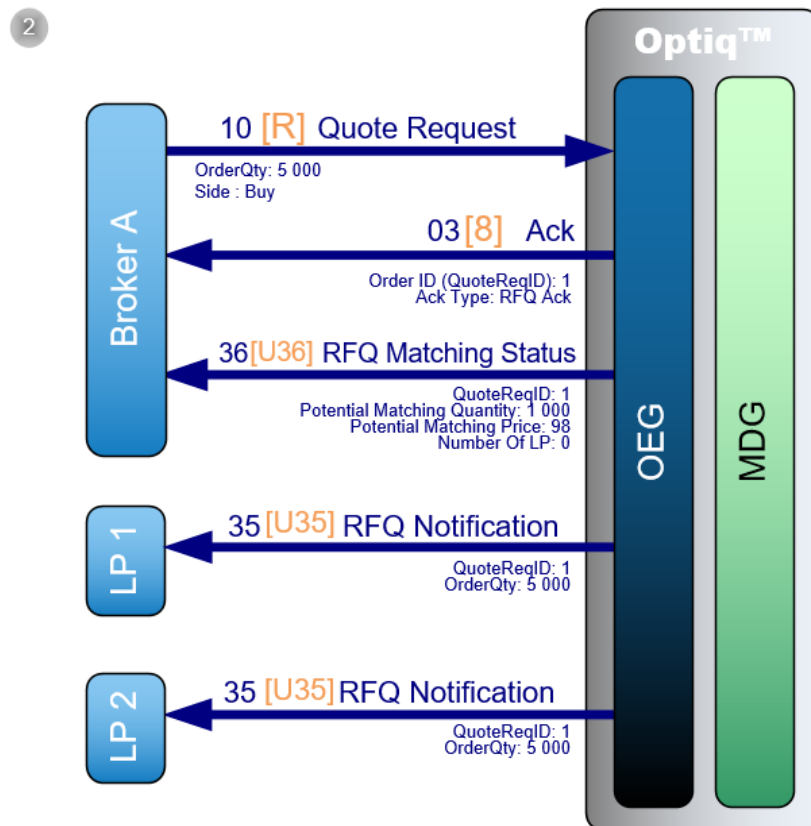 2
Optiq™
10 [R] Quote Request
OrderQty: 5 000
Side : Buy
03 [8] Ack
Order ID (QuoteReqID): 1
Ack Type: RFQ Ack
36 [U36] RFQ Matching Status
QuoteReqID: 1
Potential Matching Quantity: 1 000
Potential Matching Price: 98
Number Of LP: 0
Broker A
OEG
MDG
35 [U35] RFQ Notification
QuoteReqID: 1
OrderQty: 5 000
LP 1
35 [U35] RFQ Notification
QuoteReqID: 1
OrderQty: 5 000
LP 2